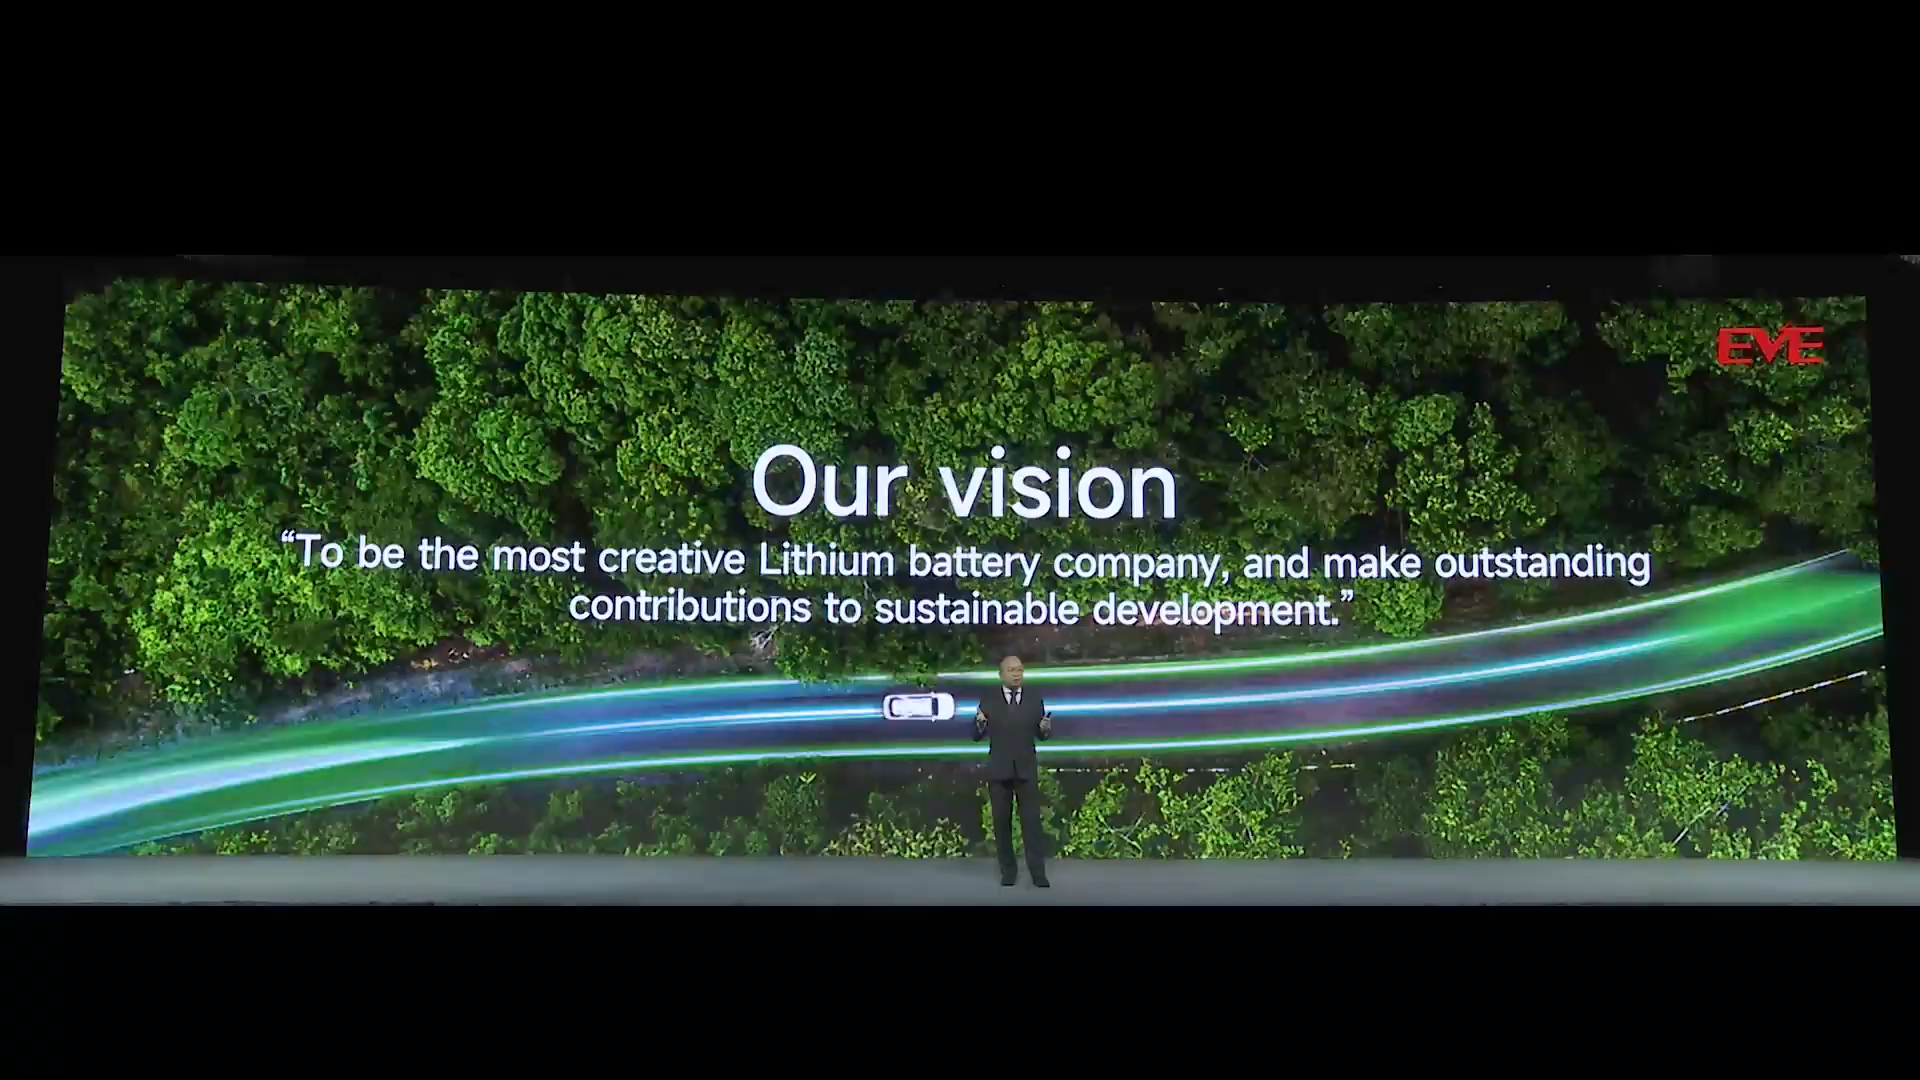 EVE
Our vision
“To be the most creative Lithium battery company, and make outstanding
contributions to sustainable development.”